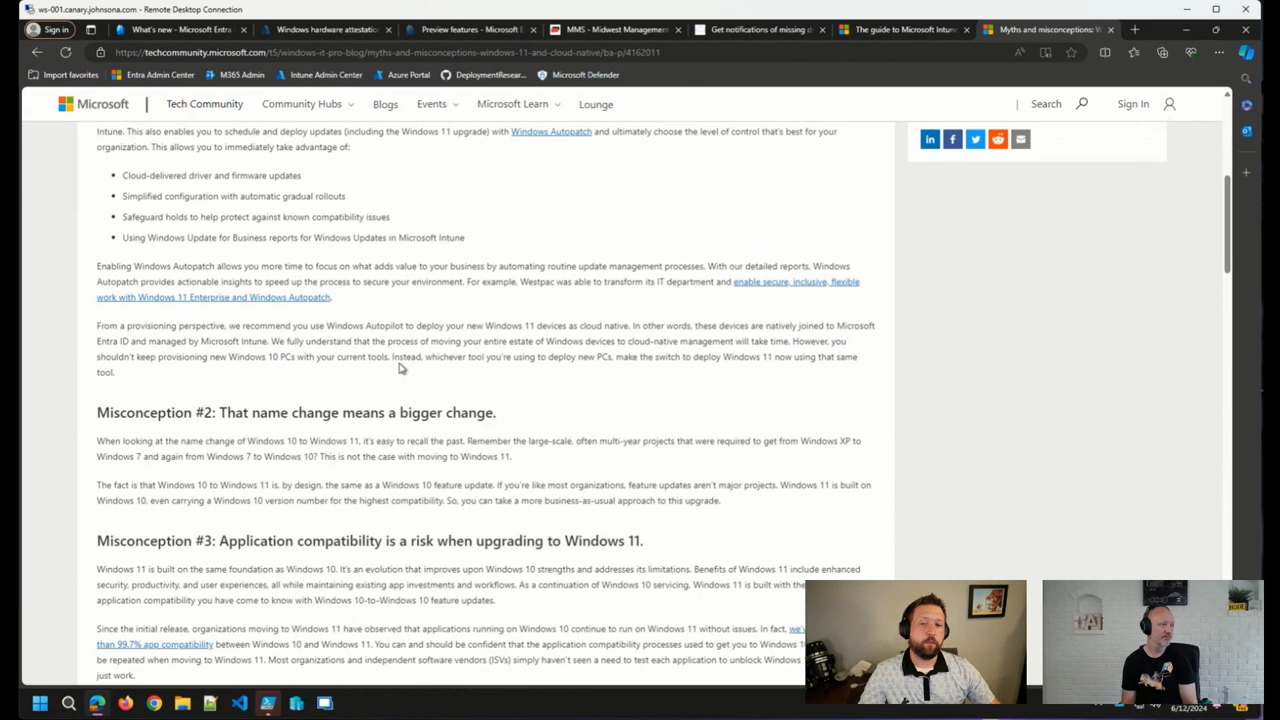 ws-001.canary.johnsona.com - Remote Desktop Connection
Sign in
What's new - Microsoft Entra
Windows hardware attestatio
Preview features - Microsoft E
MMS - Midwest Management
Get notifications of missing d
The guide to Microsoft Intune
Myths and misconceptions: W
https://techcommunity.microsoft.com/t5/windows-it-pro-blog/myths-and-misconceptions-windows-11-and-cloud-native/ba-p/4162011
Import favorites
Entra Admin Center
M365 Admin
Intune Admin Center
Azure Portal
DeploymentResear...
Microsoft Defender
Microsoft
Tech Community
Community Hubs
Blogs
Events
Microsoft Learn
Lounge
Search
Sign In
Intune. This also enables you to schedule and deploy updates (including the Windows 11 upgrade) with Windows Autopatch and ultimately choose the level of control that's best for your
organization. This allows you to immediately take advantage of:
• Cloud-delivered driver and firmware updates
• Simplified configuration with automatic gradual rollouts
• Safeguard holds to help protect against known compatibility issues
• Using Windows Update for Business reports for Windows Updates in Microsoft Intune
Enabling Windows Autopatch allows you more time to focus on what adds value to your business by automating routine update management processes. With our detailed reports, Windows
Autopatch provides actionable insights to speed up the process to secure your environment. For example, Westpac was able to transform its IT department and enable secure, inclusive, flexible
work with Windows 11 Enterprise and Windows Autopatch.
From a provisioning perspective, we recommend you use Windows Autopilot to deploy your new Windows 11 devices as cloud native. In other words, these devices are natively joined to Microsoft
Entra ID and managed by Microsoft Intune. We fully understand that the process of moving your entire estate of Windows devices to cloud-native management will take time. However, you
shouldn't keep provisioning new Windows 10 PCs with your current tools. Instead, whichever tool you're using to deploy new PCs, make the switch to deploy Windows 11 now using that same
tool.
Misconception #2: That name change means a bigger change.
When looking at the name change of Windows 10 to Windows 11, it's easy to recall the past. Remember the large-scale, often multi-year projects that were required to get from Windows XP to
Windows 7 and again from Windows 7 to Windows 10? This is not the case with moving to Windows 11.
The fact is that Windows 10 to Windows 11 is, by design, the same as a Windows 10 feature update. If you're like most organizations, feature updates aren't major projects. Windows 11 is built on
Windows 10, even carrying a Windows 10 version number for the highest compatibility. So, you can take a more business-as-usual approach to this upgrade.
Misconception #3: Application compatibility is a risk when upgrading to Windows 11.
Windows 11 is built on the same foundation as Windows 10. It's an evolution that improves upon Windows 10 strengths and addresses its limitations. Benefits of Windows 11 include enhanced
security, productivity, and user experiences, all while maintaining existing app investments and workflows. As a continuation of Windows 10 servicing, Windows 11 is built with the
application compatibility you have come to know with Windows 10-to-Windows 10 feature updates.
Since the initial release, organizations moving to Windows 11 have observed that applications running on Windows 10 continue to run on Windows 11 without issues. In fact, we'
than 99.7% app compatibility between Windows 10 and Windows 11. You can and should be confident that the application compatibility processes used to get you to Windows 10
be repeated when moving to Windows 11. Most organizations and independent software vendors (ISVs) simply haven't seen a need to test each application to unblock Windows
just work.
6/12/2024